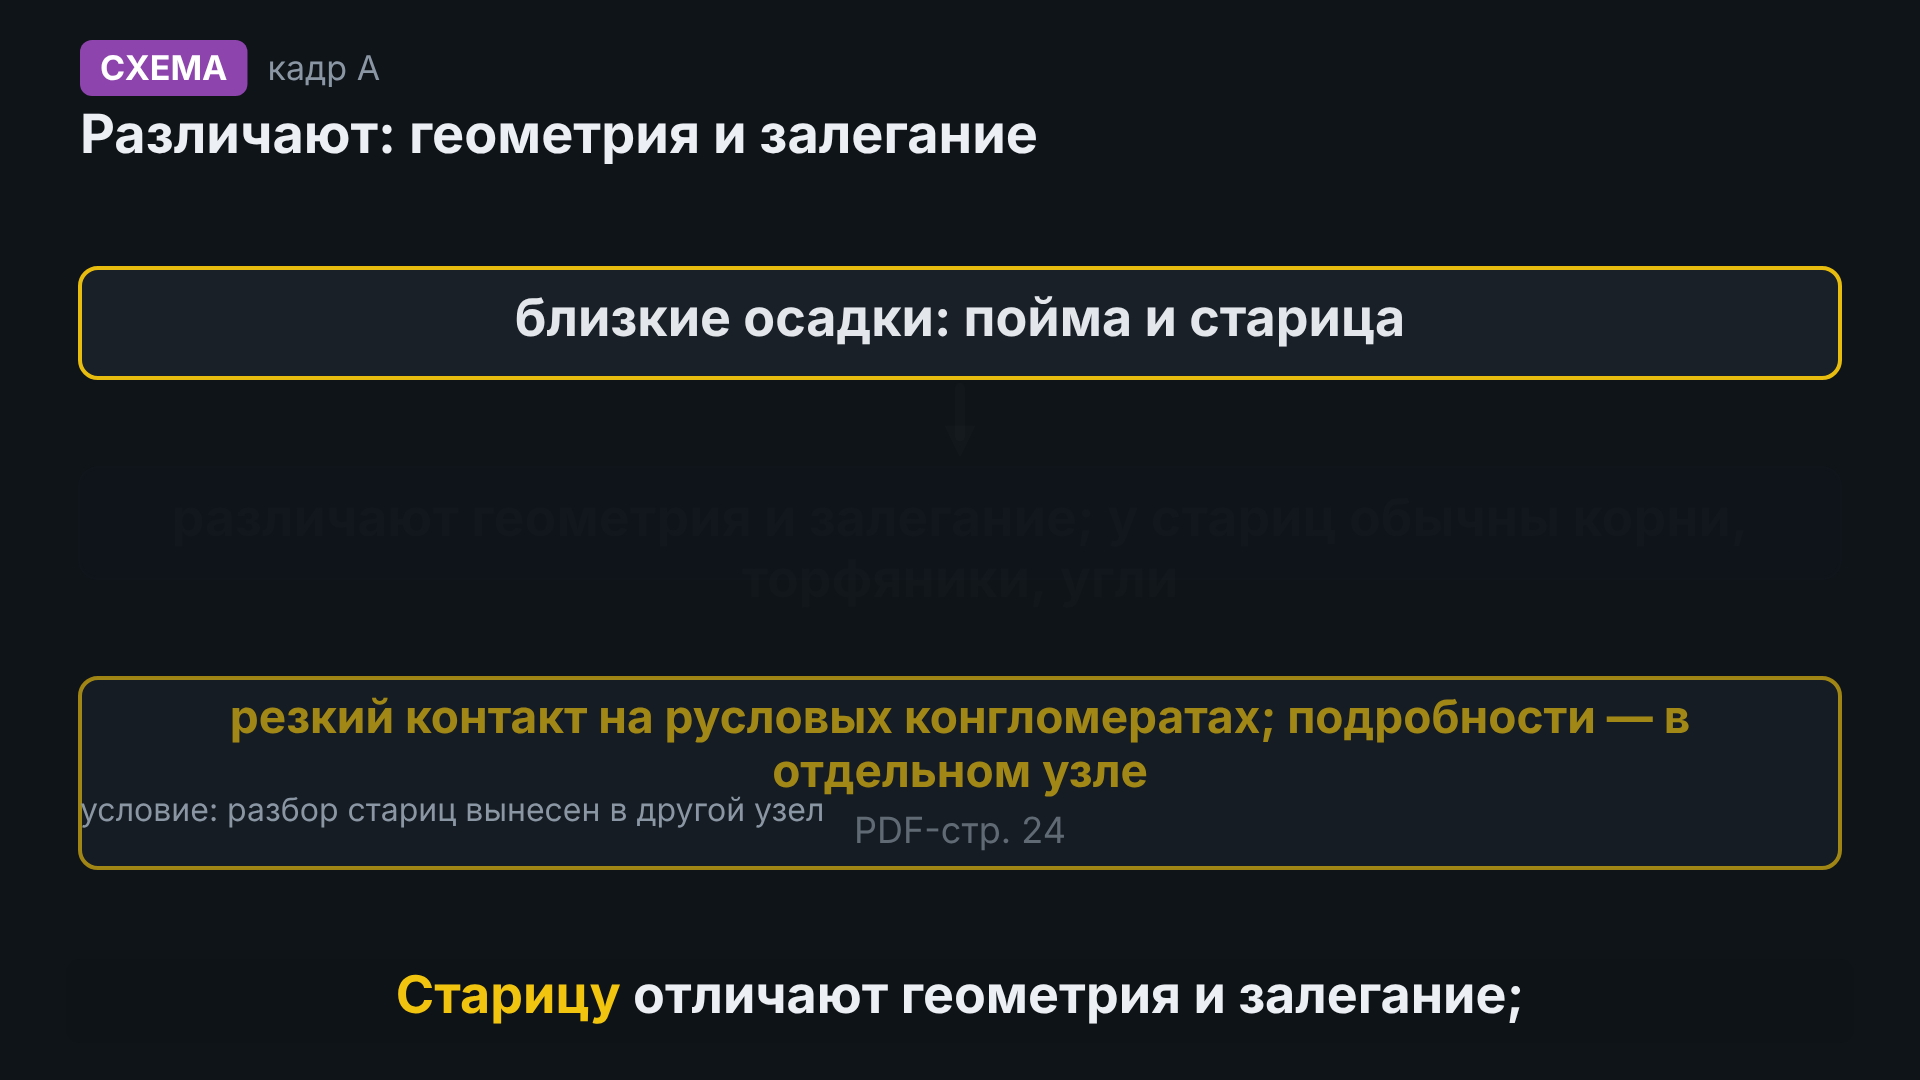 СХЕМА кадр А
Различают: геометрия и залегание
близкие осадки: пойма и старица
различают геометрия и залегание; у стариц обычны корни,
торфяники, угли
резкий контакт на русловых конгломератах; подробности — в
отдельном узле
условие: разбор стариц вынесен в другой узел
PDF-стр. 24
Старицу отличают геометрия и залегание;